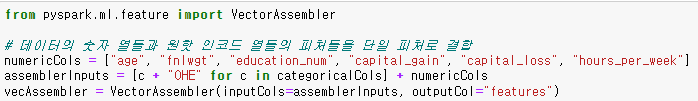 from pyspark.ml.feature import VectorAssembler
# 데이터의 숫자 열들과 원핫 인코드 열들의 피처들을 단일 피처로 결합
numericCols = ["age", "fnlwgt", "education_num", "capital_gain", "capital_loss", "hours_per_week"]
assemblerInputs = [c + "OHE" for c in categoricalCols] + numericCols
vecAssembler = VectorAssembler(inputCols=assemblerInputs, outputCol="features")